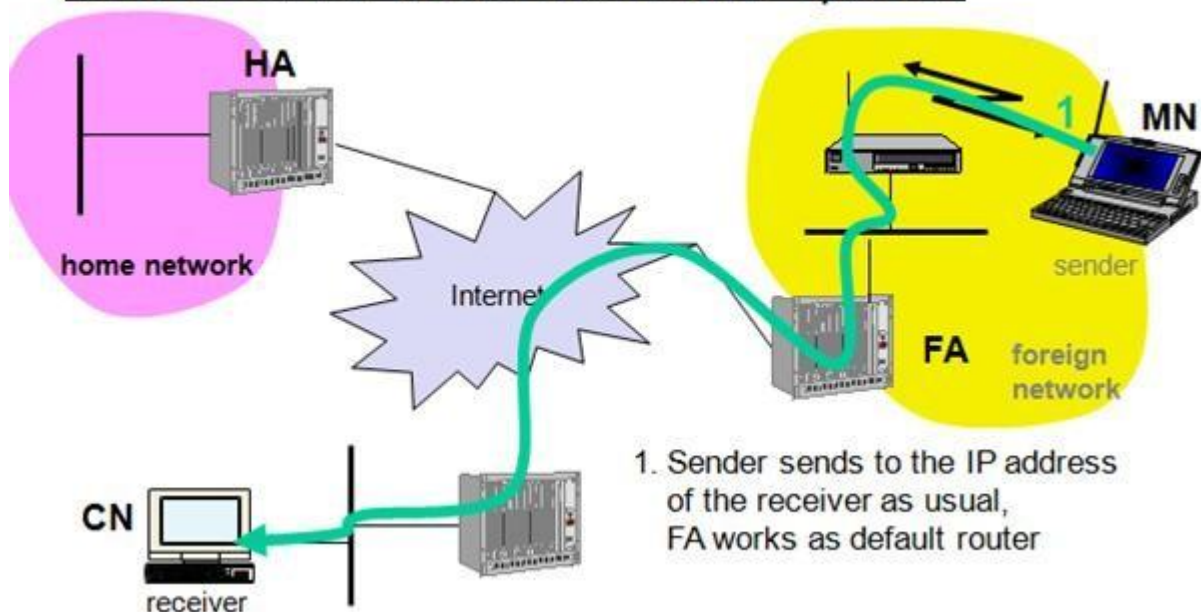 HA
1
MN
home network
Internet
sender
FA
foreign
network
1. Sender sends to the IP address
of the receiver as usual,
FA works as default router
CN
receiver